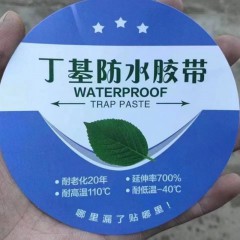 丁基防水胶带
WATERPROOF
TRAP PASTE
•耐老化20年 •延伸率700%
•耐高温110℃ •耐低温-40℃
哪里漏了贴哪里！